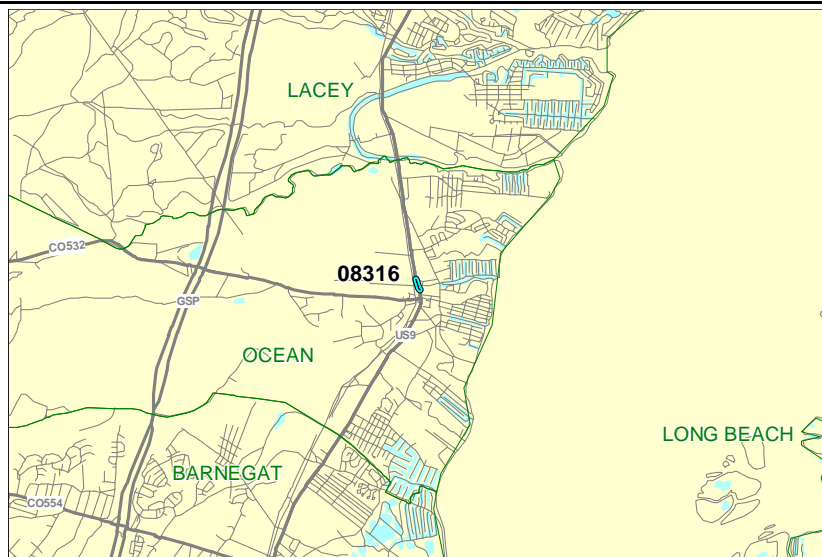 LACEY
CO532
08316
GSP
US9
OCEAN
LONG BEACH
BARNEGAT
CO554